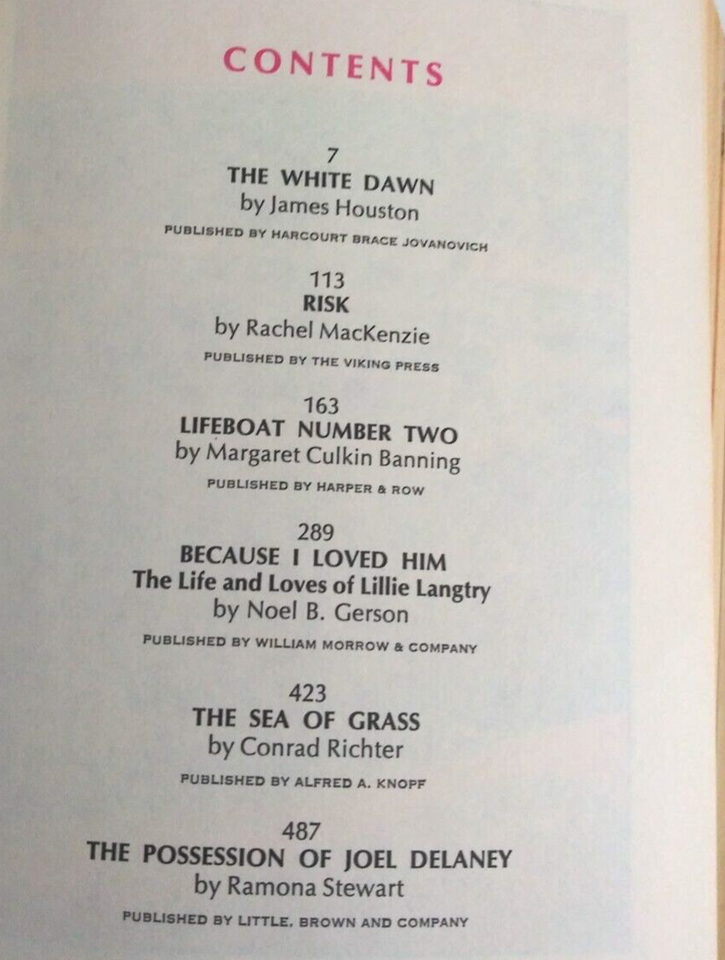 CONTENTS
7
THE WHITE DAWN
by James Houston
PUBLISHED BY HARCOURT BRACE JOVANOVICH
113
RISK
by Rachel MacKenzie
PUBLISHED BY THE VIKING PRESS
163
LIFEBOAT NUMBER TWO
by Margaret Culkin Banning
PUBLISHED BY HARPER & ROW
289
BECAUSE I LOVED HIM
The Life and Loves of Lillie Langtry
by Noel B. Gerson
PUBLISHED BY WILLIAM MORROW & COMPANY
423
THE SEA OF GRASS
by Conrad Richter
PUBLISHED BY ALFRED A. KNOPF
487
THE POSSESSION OF JOEL DELANEY
by Ramona Stewart
PUBLISHED BY LITTLE, BROWN AND COMPANY